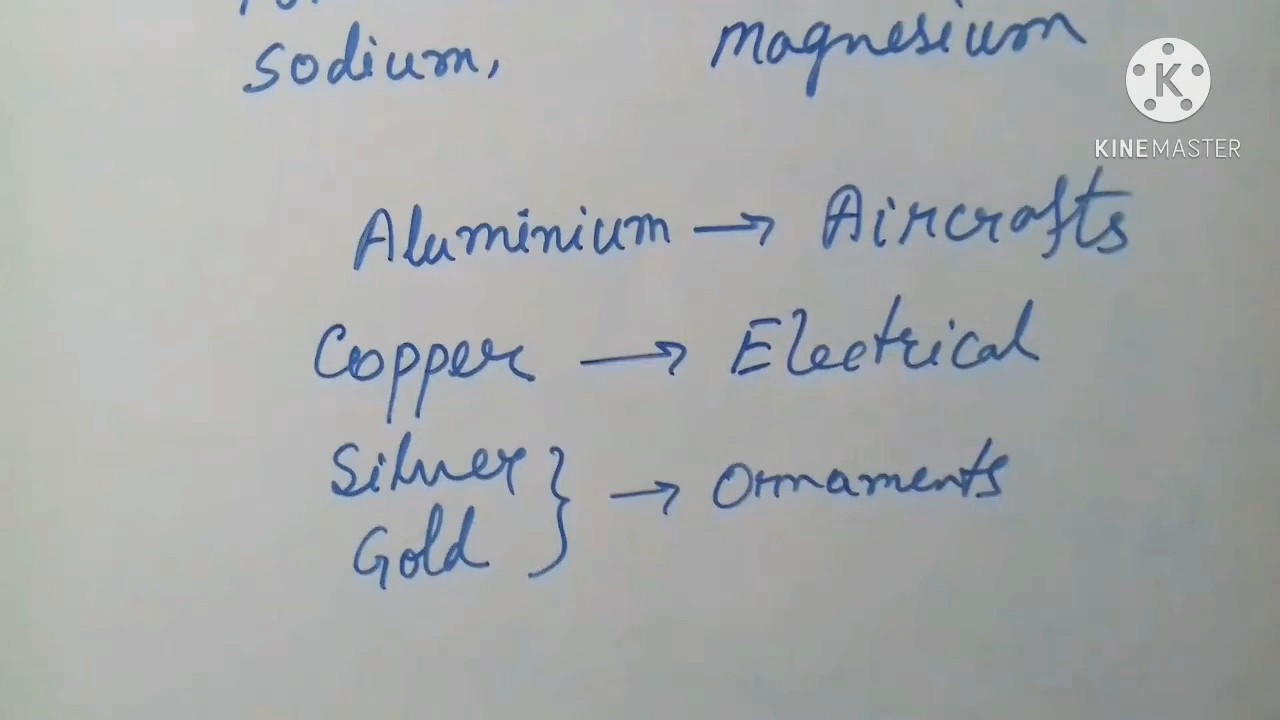 sodium, magnesium
K
KINEMASTER
Aluminium → Aircrafts
Copper → Electrical
Silver
Gold } → Ornaments